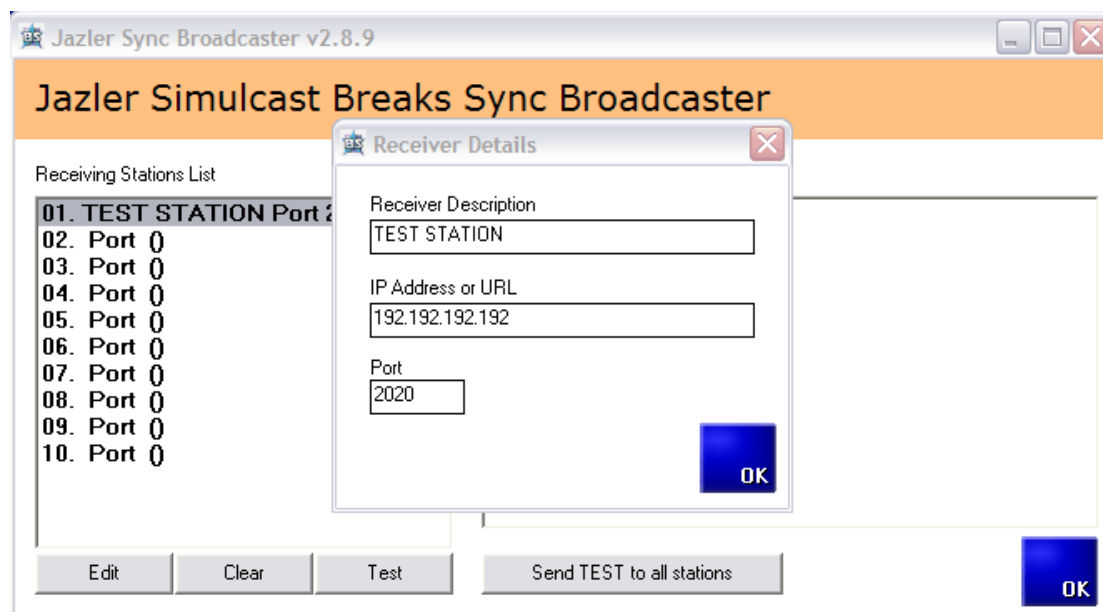 Jazler Sync Broadcaster v2.8.9
Jazler Simulcast Breaks Sync Broadcaster
Receiver Details
Receiving Stations List
01. TEST STATION Port 2
02. Port ()
03. Port ()
04. Port ()
05. Port ()
06. Port ()
07. Port ()
08. Port ()
09. Port ()
10. Port ()
Receiver Description
TEST STATION
IP Address or URL
192.192.192.192
Port
2020
OK
Edit
Clear
Test
Send TEST to all stations
OK